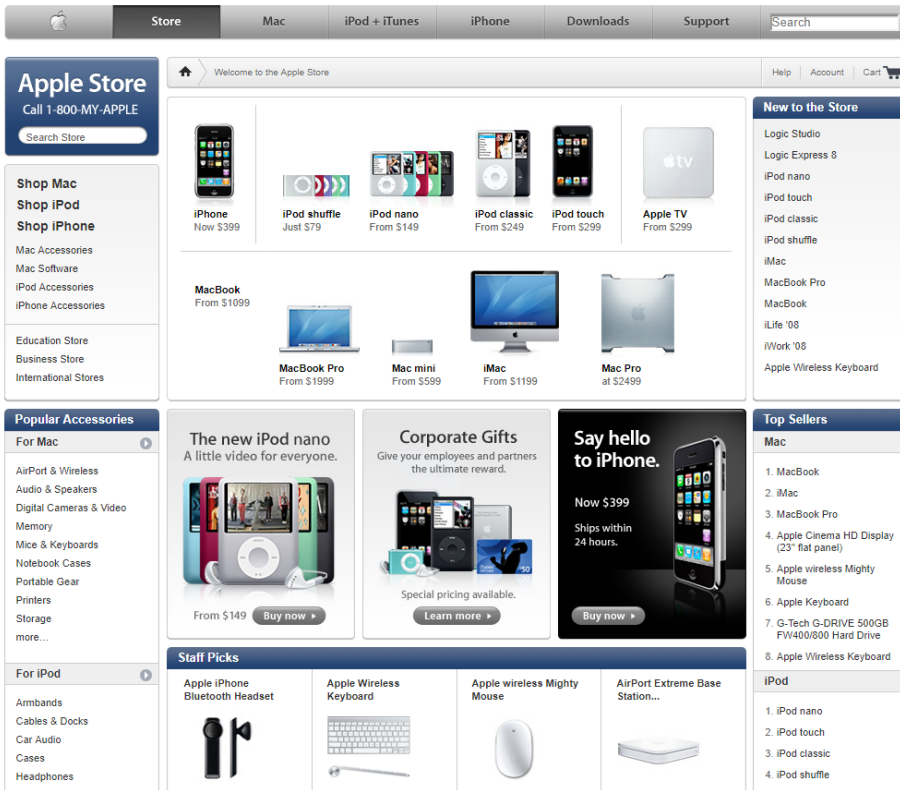 Store
Mac
iPod + iTunes
iPhone
Downloads
Support
Search
Apple Store
Call 1-800-MY-APPLE
Search Store
Welcome to the Apple Store
Help
Account
Cart
Shop Mac
Shop iPod
Shop iPhone
Mac Accessories
Mac Software
iPod Accessories
iPhone Accessories
Education Store
Business Store
International Stores
iPhone
Now $399
iPod shuffle
Just $79
iPod nano
From $149
iPod classic
From $249
iPod touch
From $299
tv
Apple TV
From $299
MacBook
From $1099
MacBook Pro
From $1999
Mac mini
From $599
iMac
From $1199
Mac Pro
at $2499
New to the Store
Logic Studio
Logic Express 8
iPod nano
iPod touch
iPod classic
iPod shuffle
iMac
MacBook Pro
MacBook
iLife '08
iWork '08
Apple Wireless Keyboard
Popular Accessories
For Mac
AirPort & Wireless
Audio & Speakers
Digital Cameras & Video
Memory
Mice & Keyboards
Notebook Cases
Portable Gear
Printers
Storage
more...
For iPod
Armbands
Cables & Docks
Car Audio
Cases
Headphones
The new iPod nano
A little video for everyone.
From $149
Buy now
Corporate Gifts
Give your employees and partners
the ultimate reward.
$50
Special pricing available.
Learn more
Say hello
to iPhone.
Now $399
Ships within
24 hours.
Buy now
Staff Picks
Apple iPhone
Bluetooth Headset
Apple Wireless
Keyboard
Apple wireless Mighty
Mouse
AirPort Extreme Base
Station...
Top Sellers
Mac
1. MacBook
2. iMac
3. MacBook Pro
4. Apple Cinema HD Display
(23" flat panel)
5. Apple wireless Mighty
Mouse
6. Apple Keyboard
7. G-Tech G-DRIVE 500GB
FW400/800 Hard Drive
8. Apple Wireless Keyboard
iPod
1. iPod nano
2. iPod touch
3. iPod classic
4. iPod shuffle